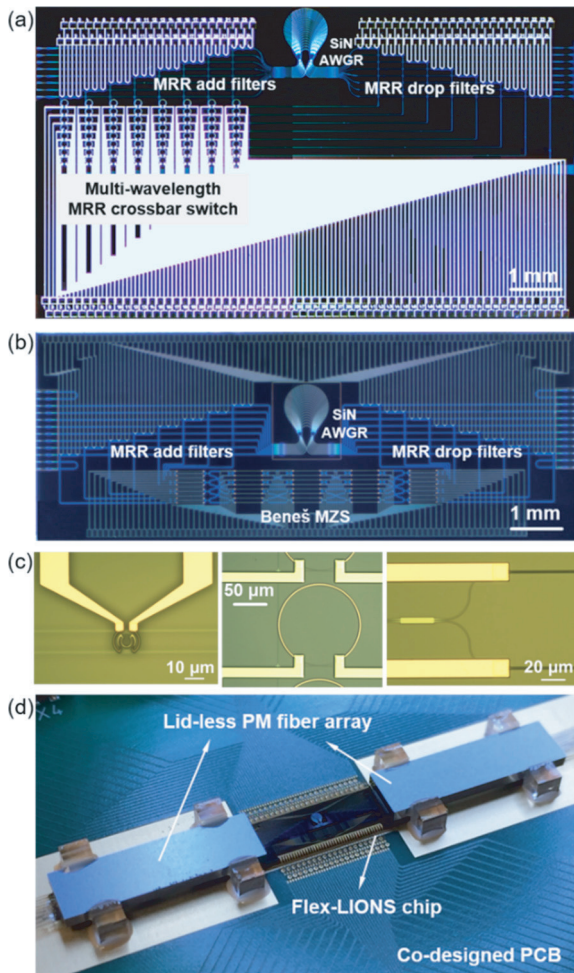 (a)
SiN
AWGR
MRR add filters
MRR drop filters
Multi-wavelength
MRR crossbar switch
1 mm
(b)
SiN
AWGR
MRR add filters
MRR drop filters
Beneš MZS
1 mm
(c)
10 µm
50 µm
20 µm
(d)
X4
Lid-less PM fiber array
Flex-LIONS chip
Co-designed PCB